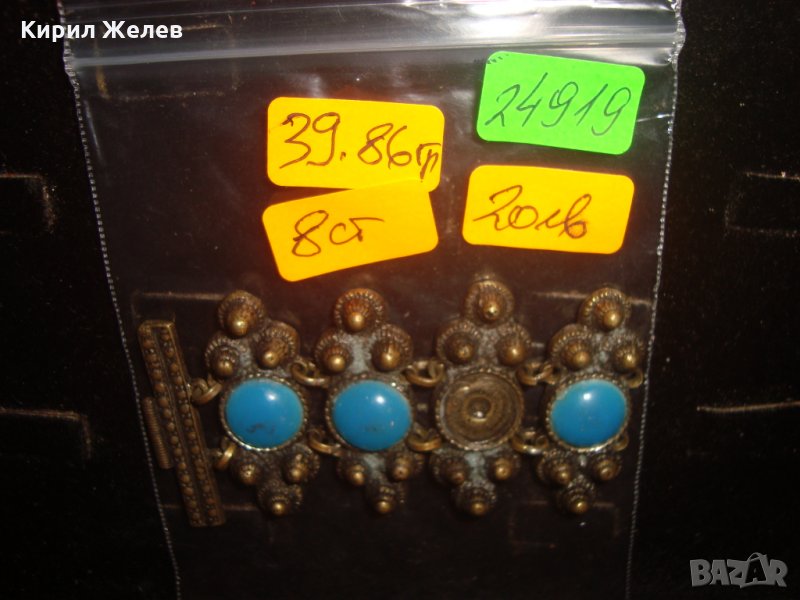 Кирил Желев
24919
39.86гр
8ст
20лв
BAZAR